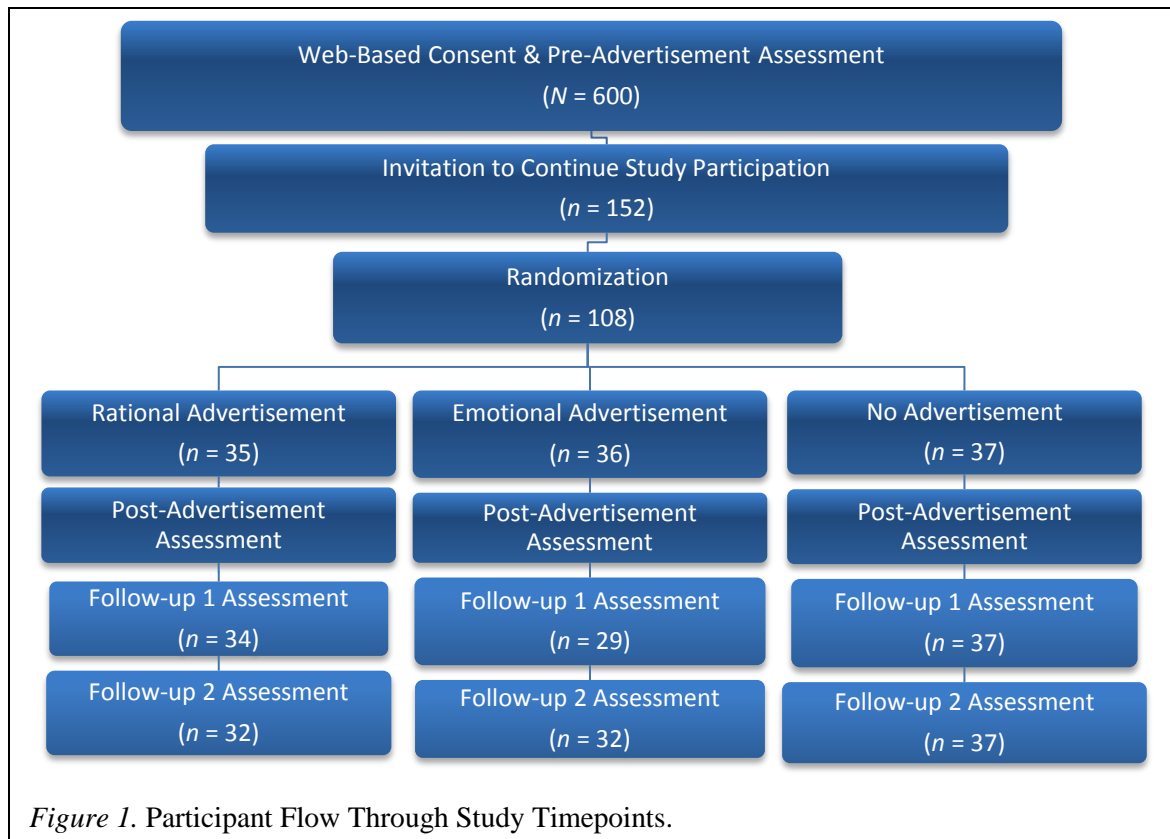 Web-Based Consent & Pre-Advertisement Assessment
(N = 600)
Invitation to Continue Study Participation
(n = 152)
Randomization
(n = 108)
Rational Advertisement
(n = 35)
Emotional Advertisement
(n = 36)
No Advertisement
(n = 37)
Post-Advertisement
Assessment
Post-Advertisement
Assessment
Post-Advertisement
Assessment
Follow-up 1 Assessment
(n = 34)
Follow-up 1 Assessment
(n = 29)
Follow-up 1 Assessment
(n = 37)
Follow-up 2 Assessment
(n = 32)
Follow-up 2 Assessment
(n = 32)
Follow-up 2 Assessment
(n = 37)
Figure 1. Participant Flow Through Study Timepoints.